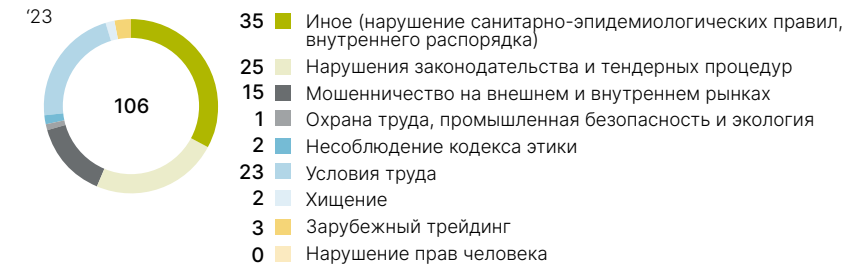 ‘23
106
35 Иное (нарушение санитарно-эпидемиологических правил,
внутреннего распорядка)
25 Нарушения законодательства и тендерных процедур
15 Мошенничество на внешнем и внутреннем рынках
1 Охрана труда, промышленная безопасность и экология
2 Несоблюдение кодекса этики
23 Условия труда
2 Хищение
3 Зарубежный трейдинг
0 Нарушение прав человека